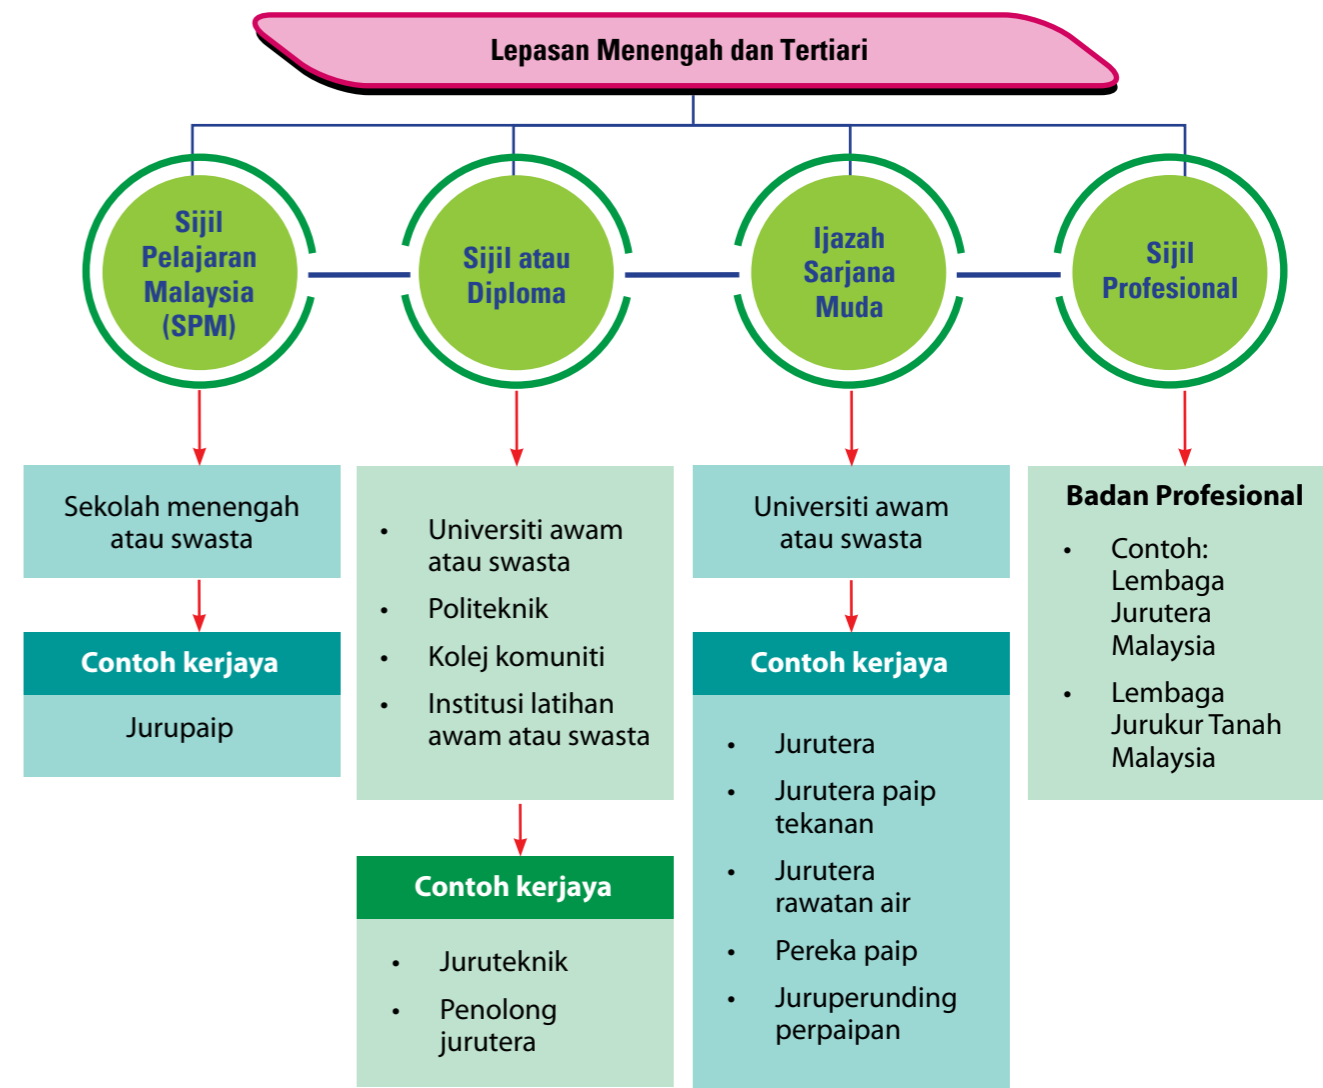 Lepasan Menengah dan Tertiari
Sijil
Pelajaran
Malaysia
(SPM)
Sijil atau
Diploma
Ijazah
Sarjana
Muda
Sijil
Profesional
Sekolah menengah
atau swasta
Contoh kerjaya
Jurupaip
• Universiti awam
atau swasta
• Politeknik
• Kolej komuniti
• Institusi latihan
awam atau swasta
Contoh kerjaya
• Juruteknik
• Penolong
jurutera
Universiti awam
atau swasta
Contoh kerjaya
• Jurutera
• Jurutera paip
tekanan
• Jurutera
rawatan air
• Pereka paip
• Juruperunding
perpaipan
Badan Profesional
• Contoh:
Lembaga
Jurutera
Malaysia
• Lembaga
Jurukur Tanah
Malaysia